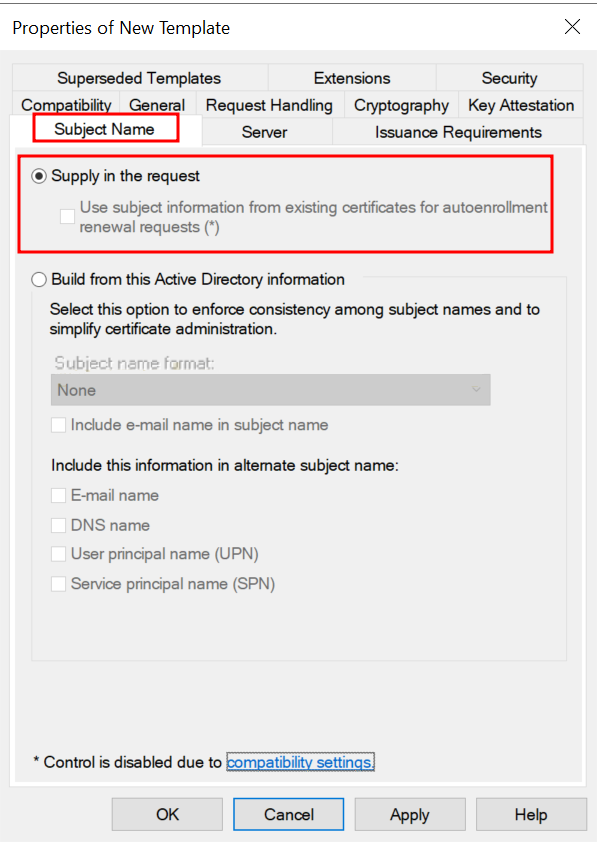 Properties of New Template
Superseded Templates Extensions Security
Compatibility General Request Handling Cryptography Key Attestation
Subject Name Server Issuance Requirements
Supply in the request
Use subject information from existing certificates for autoenrollment
renewal requests (*)
Build from this Active Directory information
Select this option to enforce consistency among subject names and to
simplify certificate administration.
Subject name format:
None
Include e-mail name in subject name
Include this information in alternate subject name:
E-mail name
DNS name
User principal name (UPN)
Service principal name (SPN)
* Control is disabled due to compatibility settings.
OK Cancel Apply Help